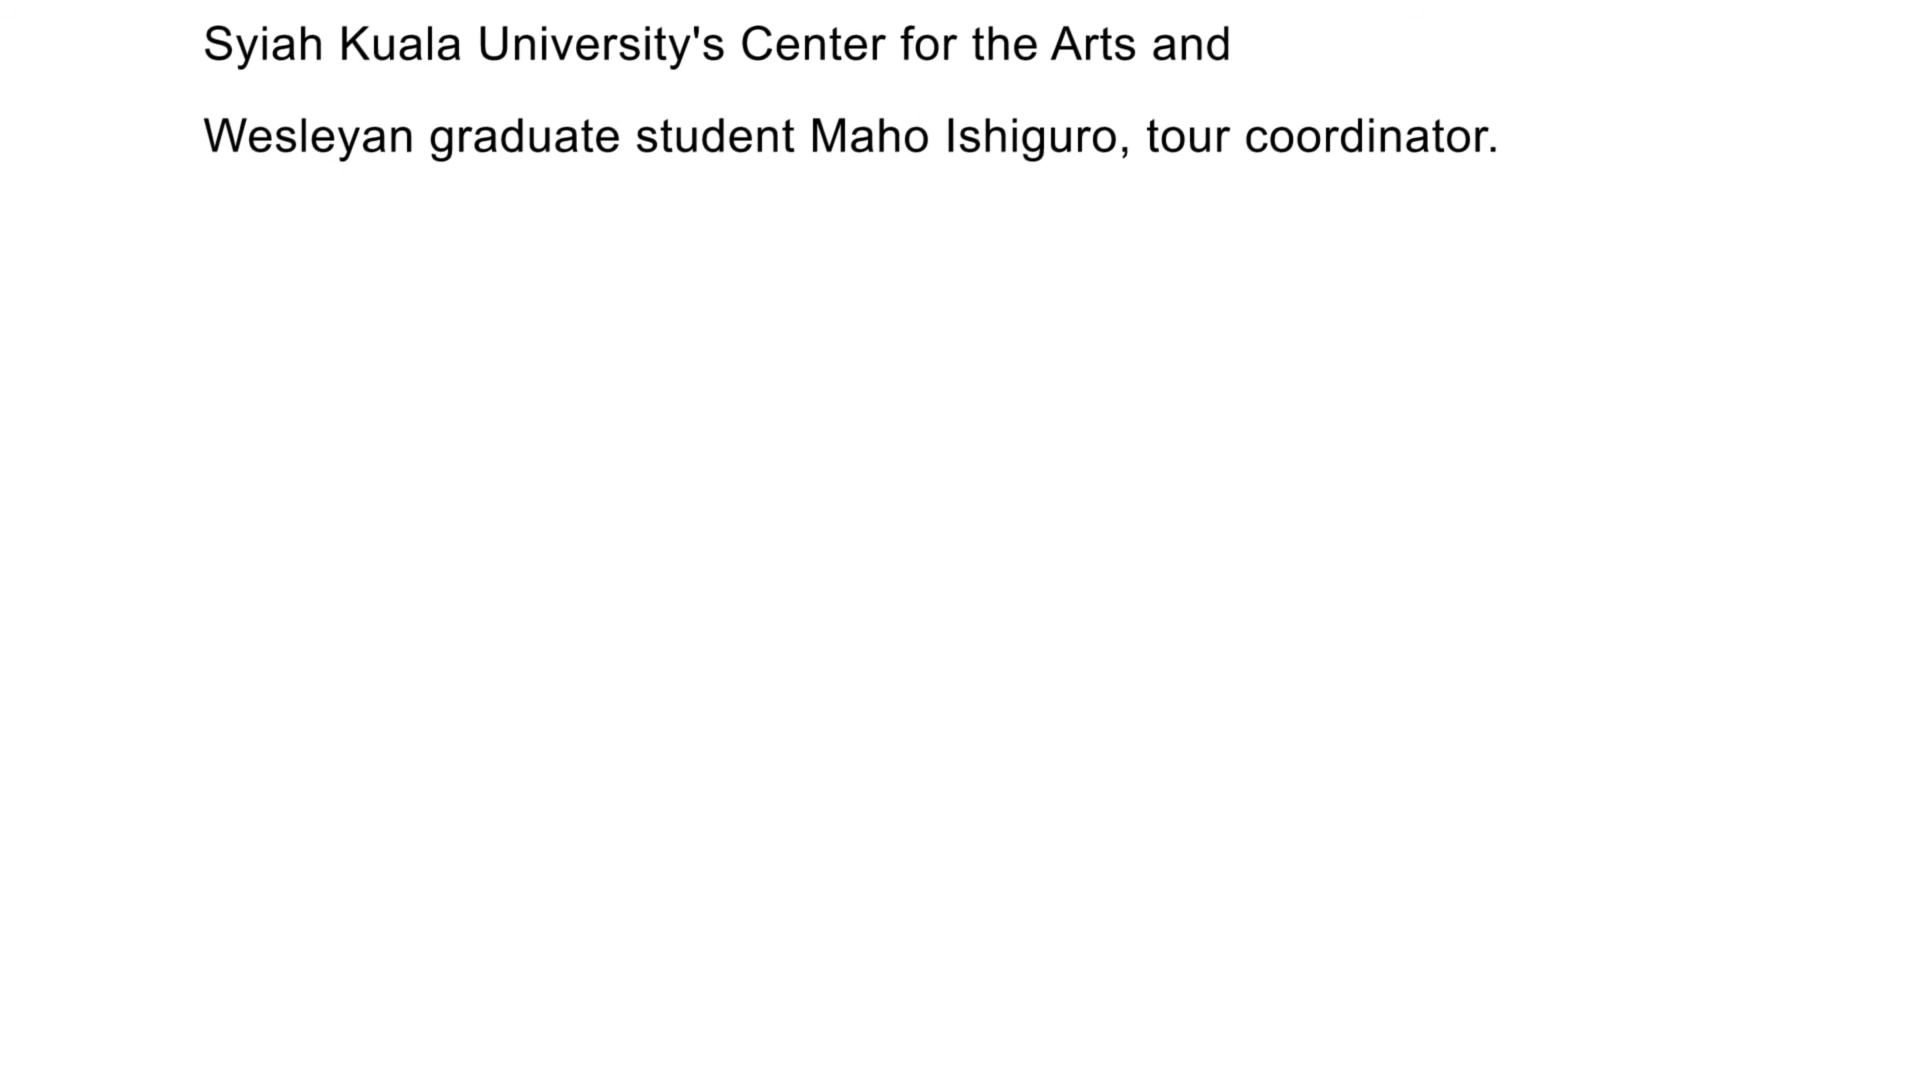 Syiah Kuala University's Center for the Arts and
Wesleyan graduate student Maho Ishiguro, tour coordinator.